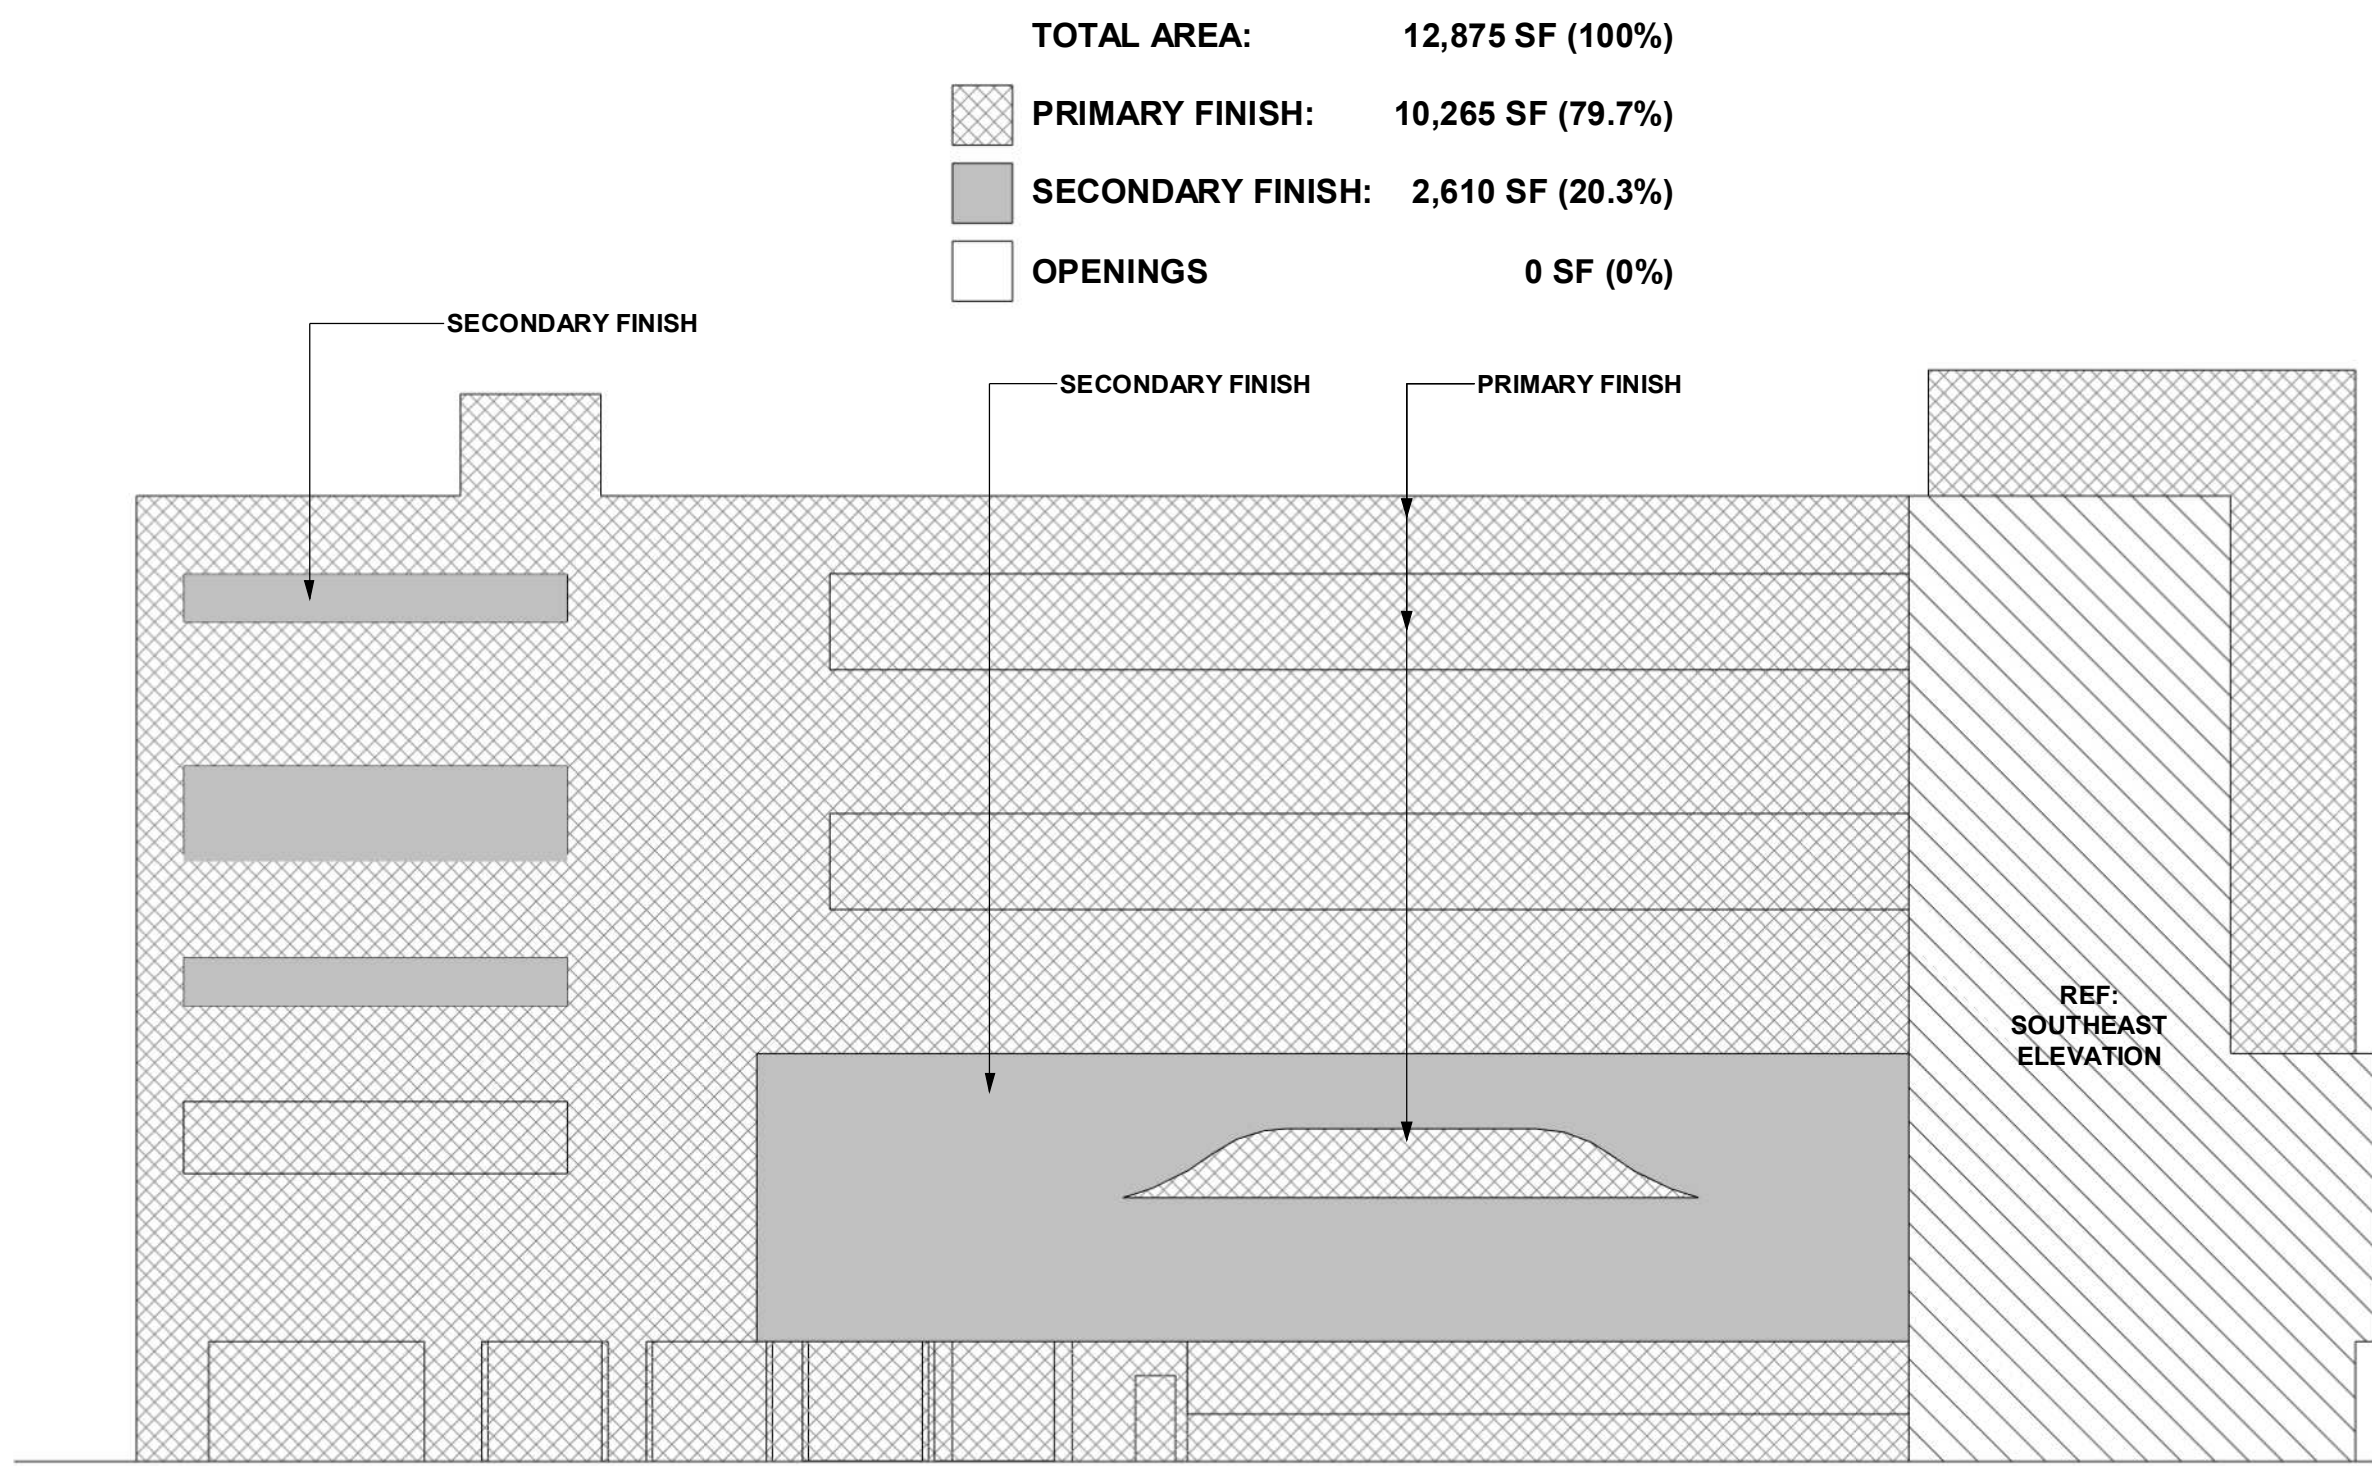 TOTAL AREA: 12,875 SF (100%)
PRIMARY FINISH: 10,265 SF (79.7%)
SECONDARY FINISH: 2,610 SF (20.3%)
OPENINGS 0 SF (0%)
SECONDARY FINISH
SECONDARY FINISH
PRIMARY FINISH
REF:
SOUTHEAST
ELEVATION